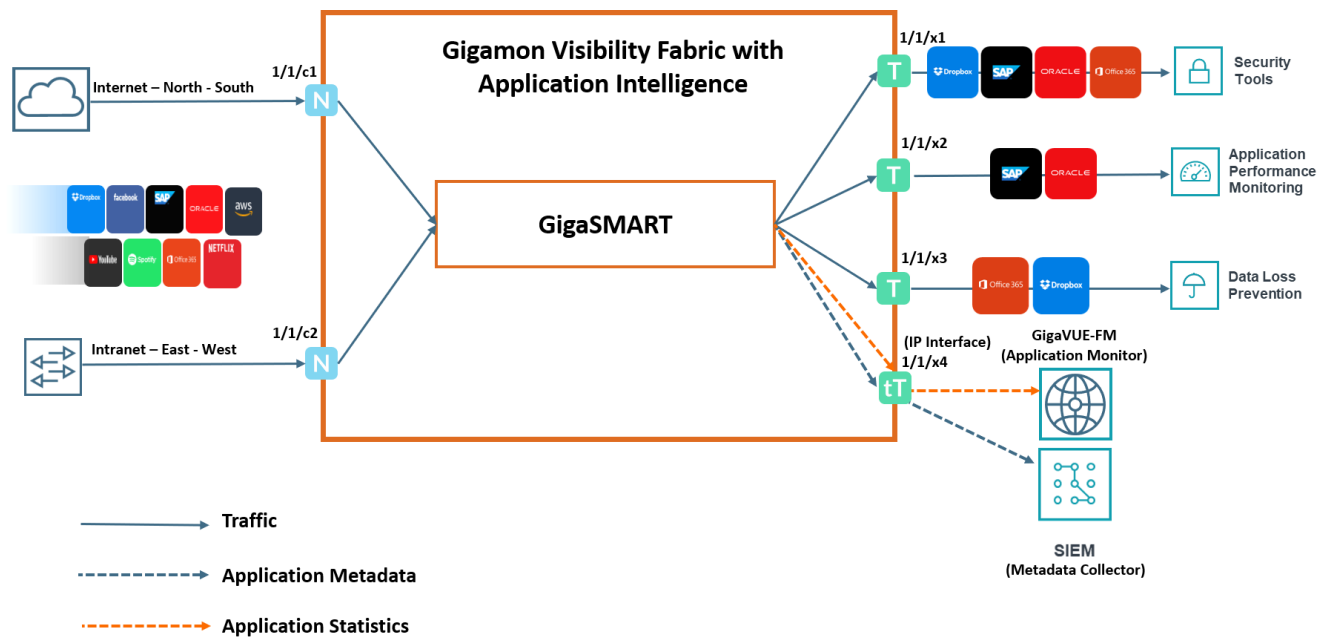 Gigamon Visibility Fabric with
Application Intelligence
1/1/c1
Internet – North - South
N
Dropbox
facebook
SAP
ORACLE
aws
YouTube
Spotify
Office 365
NETFLIX
1/1/c2
Intranet – East - West
N
GigaSMART
1/1/x1
T
Dropbox
SAP
ORACLE
Office 365
Security
Tools
1/1/x2
T
SAP
ORACLE
Application
Performance
Monitoring
1/1/x3
T
Office 365
Dropbox
Data Loss
Prevention
(IP Interface)
1/1/x4
tT
GigaVUE-FM
(Application Monitor)
SIEM
(Metadata Collector)
Traffic
Application Metadata
Application Statistics